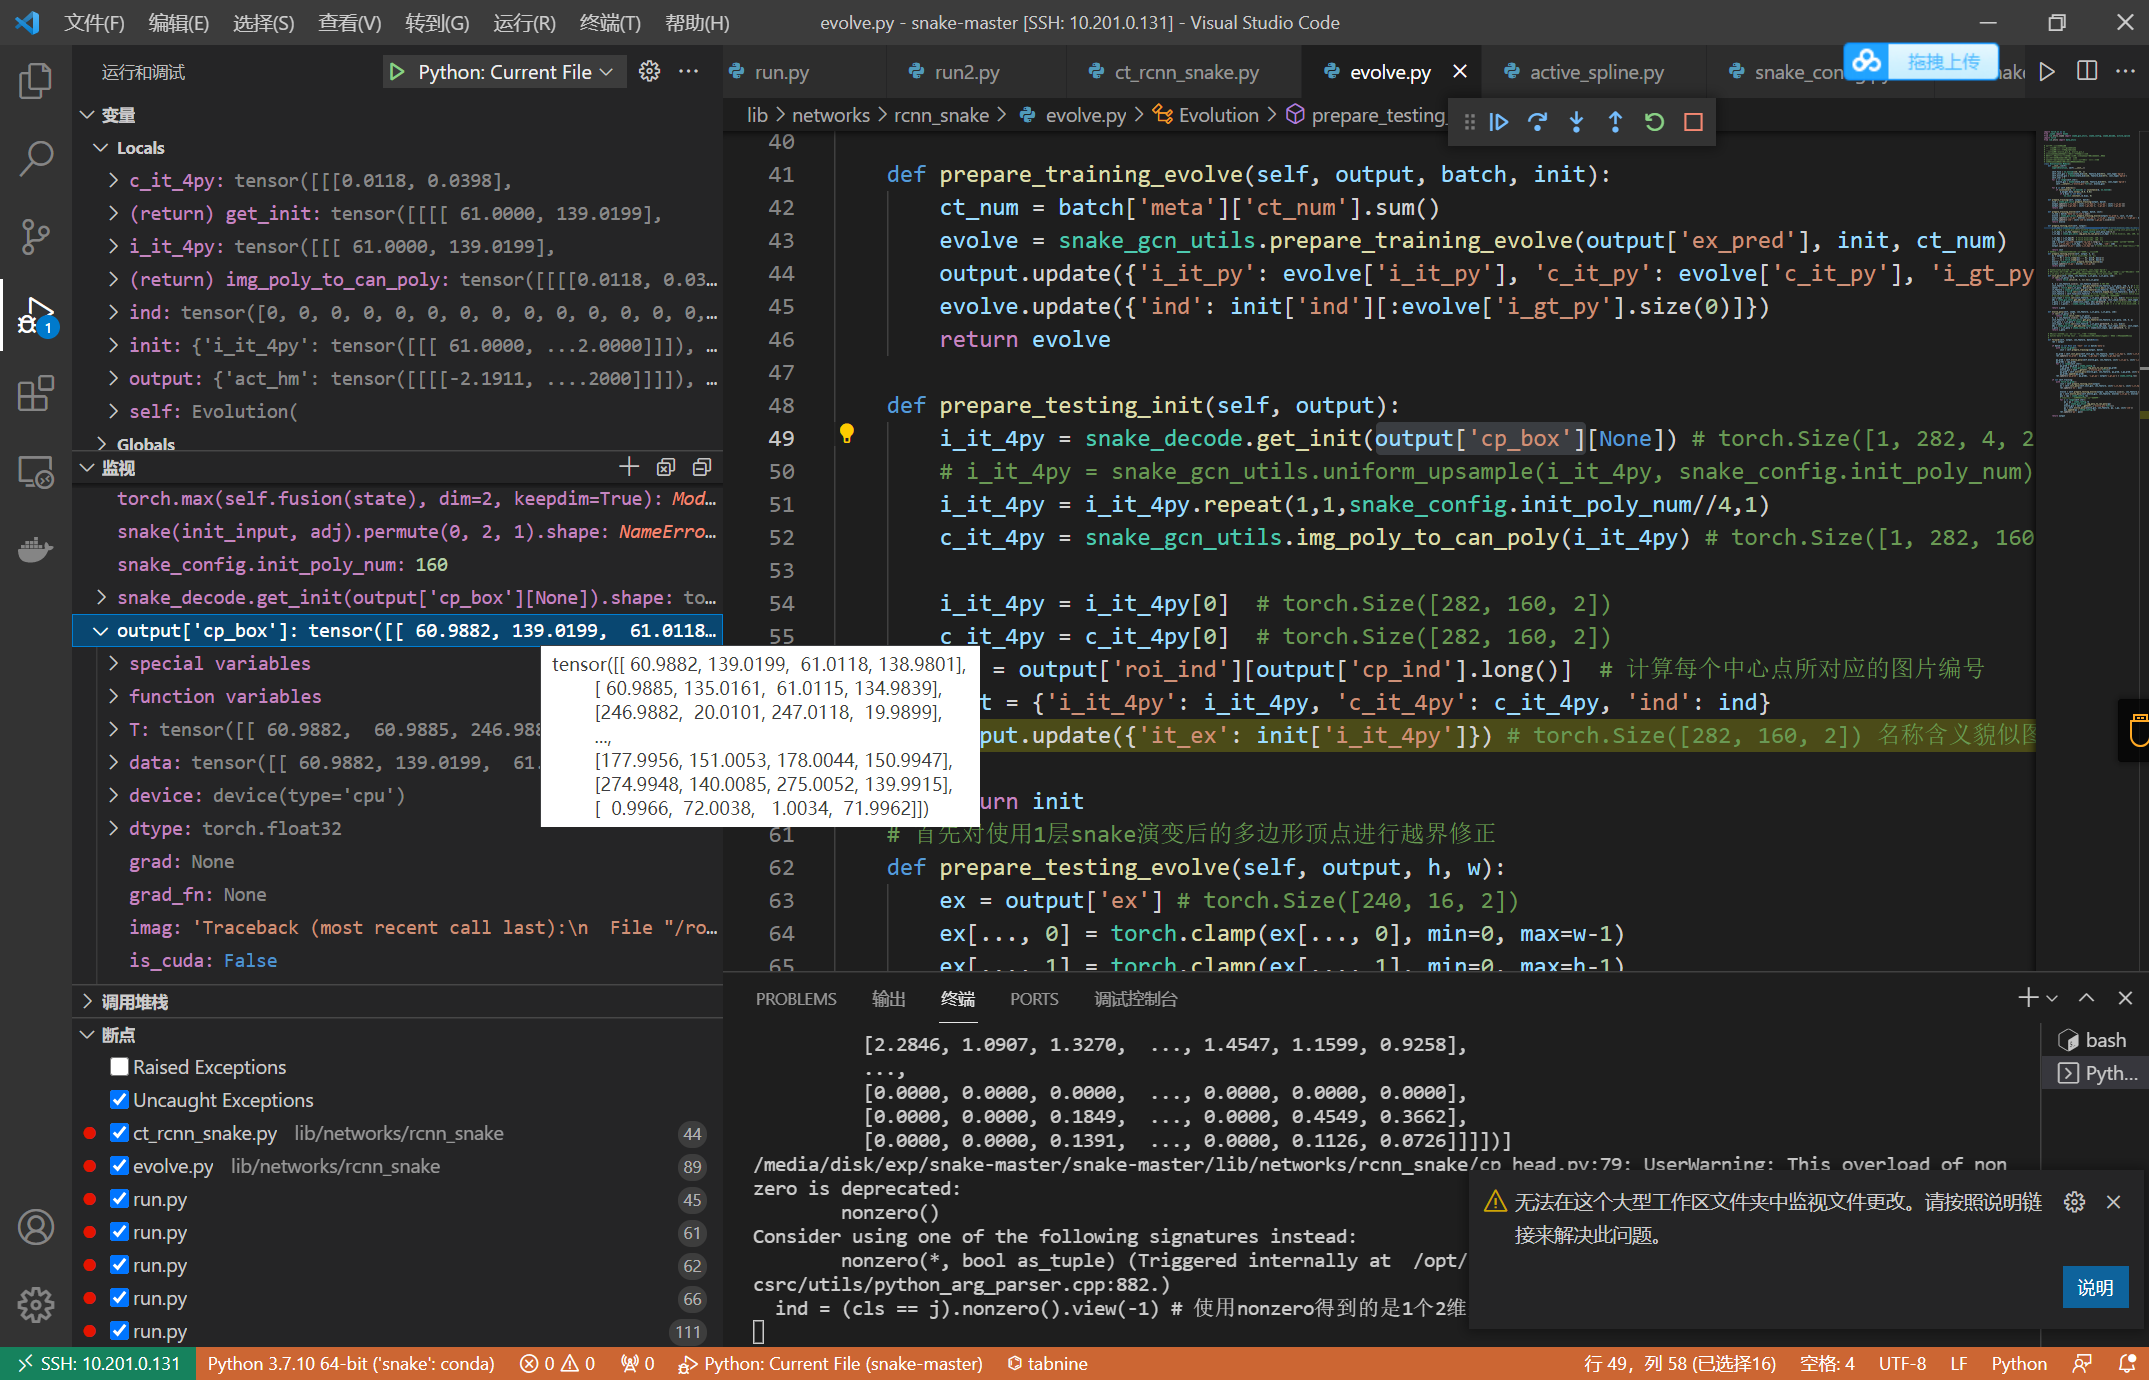 文件(F) 编辑(E) 选择(S) 查看(V) 转到(G) 运行(R) 终端(T) 帮助(H)
evolve.py - snake-master [SSH: 10.201.0.131] - Visual Studio Code
运行和调试
Python: Current File
run.py
run2.py
ct_rcnn_snake.py
evolve.py
active_spline.py
拖拽上传
lib > networks > rcnn_snake > evolve.py > Evolution > prepare_testing_
变量
Locals
c_it_4py: tensor([[[0.0118, 0.0398],
(return) get_init: tensor([[[[ 61.0000, 139.0199],
i_it_4py: tensor([[[ 61.0000, 139.0199],
(return) img_poly_to_can_poly: tensor([[[[0.0118, 0.03…
ind: tensor([0, 0, 0, 0, 0, 0, 0, 0, 0, 0, 0, 0, 0, 0, 0,…
init: {'i_it_4py': tensor([[[ 61.0000, ...2.0000]]]), …
output: {'act_hm': tensor([[[[-2.1911, ....2000]]]]), …
self: Evolution(
Globals
监视
torch.max(self.fusion(state), dim=2, keepdim=True): Mod…
snake(init_input, adj).permute(0, 2, 1).shape: NameErro…
snake_config.init_poly_num: 160
snake_decode.get_init(output['cp_box'][None]).shape: to…
output['cp_box']: tensor([[ 60.9882, 139.0199,  61.0118…
special variables
function variables
T: tensor([[ 60.9882,  60.9885, 246.988
data: tensor([[ 60.9882, 139.0199,  61.
device: device(type='cpu')
dtype: torch.float32
grad: None
grad_fn: None
imag: 'Traceback (most recent call last):\n  File "/ro…
is_cuda: False
tensor([[ 60.9882, 139.0199,  61.0118, 138.9801],
[ 60.9885, 135.0161,  61.0115, 134.9839],
[246.9882,  20.0101, 247.0118,  19.9899],
...,
[177.9956, 151.0053, 178.0044, 150.9947],
[274.9948, 140.0085, 275.0052, 139.9915],
[  0.9966,  72.0038,   1.0034,  71.9962]])
调用堆栈
断点
Raised Exceptions
Uncaught Exceptions
ct_rcnn_snake.py lib/networks/rcnn_snake 44
evolve.py lib/networks/rcnn_snake 89
run.py 45
run.py 61
run.py 62
run.py 66
run.py 111
40
41 def prepare_training_evolve(self, output, batch, init):
42 ct_num = batch['meta']['ct_num'].sum()
43 evolve = snake_gcn_utils.prepare_training_evolve(output['ex_pred'], init, ct_num)
44 output.update({'i_it_py': evolve['i_it_py'], 'c_it_py': evolve['c_it_py'], 'i_gt_py
45 evolve.update({'ind': init['ind'][:evolve['i_gt_py'].size(0)]})
46 return evolve
47
48 def prepare_testing_init(self, output):
49 i_it_4py = snake_decode.get_init(output['cp_box'][None]) # torch.Size([1, 282, 4, 2
50 # i_it_4py = snake_gcn_utils.uniform_upsample(i_it_4py, snake_config.init_poly_num)
51 i_it_4py = i_it_4py.repeat(1,1,snake_config.init_poly_num//4,1)
52 c_it_4py = snake_gcn_utils.img_poly_to_can_poly(i_it_4py) # torch.Size([1, 282, 160
53
54 i_it_4py = i_it_4py[0]  # torch.Size([282, 160, 2])
55 c_it_4py = c_it_4py[0]  # torch.Size([282, 160, 2])
= output['roi_ind'][output['cp_ind'].long()]  # 计算每个中心点所对应的图片编号
t = {'i_it_4py': i_it_4py, 'c_it_4py': c_it_4py, 'ind': ind}
put.update({'it_ex': init['i_it_4py']}) # torch.Size([282, 160, 2]) 名称含义貌似图
urn init
61 # 首先对使用1层snake演变后的多边形顶点进行越界修正
62 def prepare_testing_evolve(self, output, h, w):
63 ex = output['ex'] # torch.Size([240, 16, 2])
64 ex[..., 0] = torch.clamp(ex[..., 0], min=0, max=w-1)
65 ex[..., 1] = torch.clamp(ex[..., 1], min=0, max=h-1)
PROBLEMS 输出 终端 PORTS 调试控制台
[2.2846, 1.0907, 1.3270,  ..., 1.4547, 1.1599, 0.9258],
...,
[0.0000, 0.0000, 0.0000,  ..., 0.0000, 0.0000, 0.0000],
[0.0000, 0.0000, 0.1849,  ..., 0.0000, 0.4549, 0.3662],
[0.0000, 0.0000, 0.1391,  ..., 0.0000, 0.1126, 0.0726]]]])]
/media/disk/exp/snake-master/snake-master/lib/networks/rcnn_snake/cp_head.py:79: UserWarning: This overload of non
zero is deprecated:
nonzero()
Consider using one of the following signatures instead:
nonzero(*, bool as_tuple) (Triggered internally at  /opt/
csrc/utils/python_arg_parser.cpp:882.)
ind = (cls == j).nonzero().view(-1) # 使用nonzero得到的是1个2维
bash
Pyth...
无法在这个大型工作区文件夹中监视文件更改。请按照说明链
接来解决此问题。
说明
1
SSH: 10.201.0.131 Python 3.7.10 64-bit ('snake': conda) 0 0 0 Python: Current File (snake-master) tabnine 行 49，列 58 (已选择16) 空格: 4 UTF-8 LF Python